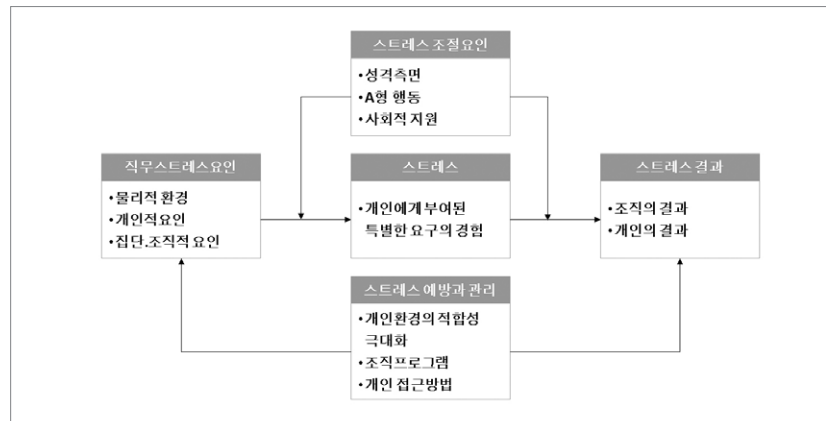 스트레스 조절요인
•성격측면
•A형 행동
•사회적 지원
직무스트레스요인
•물리적 환경
•개인적요인
•집단.조직적 요인
스트레스
•개인에게 부여된
특별한 요구의 경험
스트레스 결과
•조직의 결과
•개인의 결과
스트레스 예방과 관리
•개인환경의 적합성
극대화
•조직프로그램
•개인 접근방법